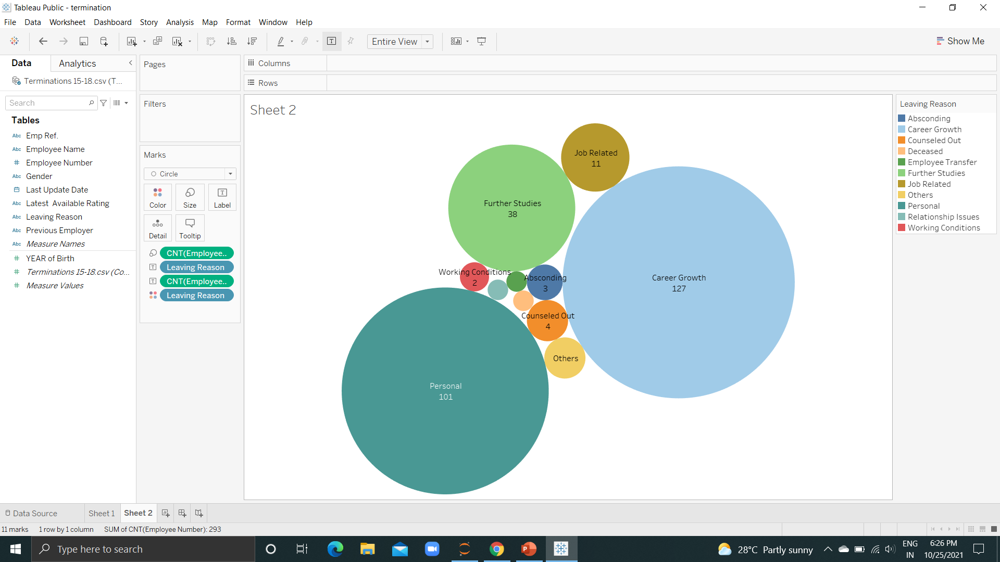 Tableau Public - termination
File Data Worksheet Dashboard Story Analysis Map Format Window Help
T Entire View Show Me
Data Analytics
Terminations 15-18.csv (T...
Search
Tables
Abc Emp Ref.
Abc Employee Name
# Employee Number
Abc Gender
Last Update Date
Abc Latest Available Rating
Abc Leaving Reason
Abc Previous Employer
Abc Measure Names
# YEAR of Birth
# Terminations 15-18.csv (Co...
# Measure Values
Pages
Filters
Marks
Circle
Color Size T Label
Detail Tooltip
CNT(Employee..
T Leaving Reason
T CNT(Employee..
Leaving Reason
Columns
Rows
Sheet 2
Job Related
11
Further Studies
38
Career Growth
127
Working Conditions
2
Absconding
3
Counseled Out
4
Others
Personal
101
Leaving Reason
Absconding
Career Growth
Counseled Out
Deceased
Employee Transfer
Further Studies
Job Related
Others
Personal
Relationship Issues
Working Conditions
Data Source Sheet 1 Sheet 2
11 marks 1 row by 1 column SUM of CNT(Employee Number): 293
Type here to search
P
28°C Partly sunny
ENG
IN
6:26 PM
10/25/2021